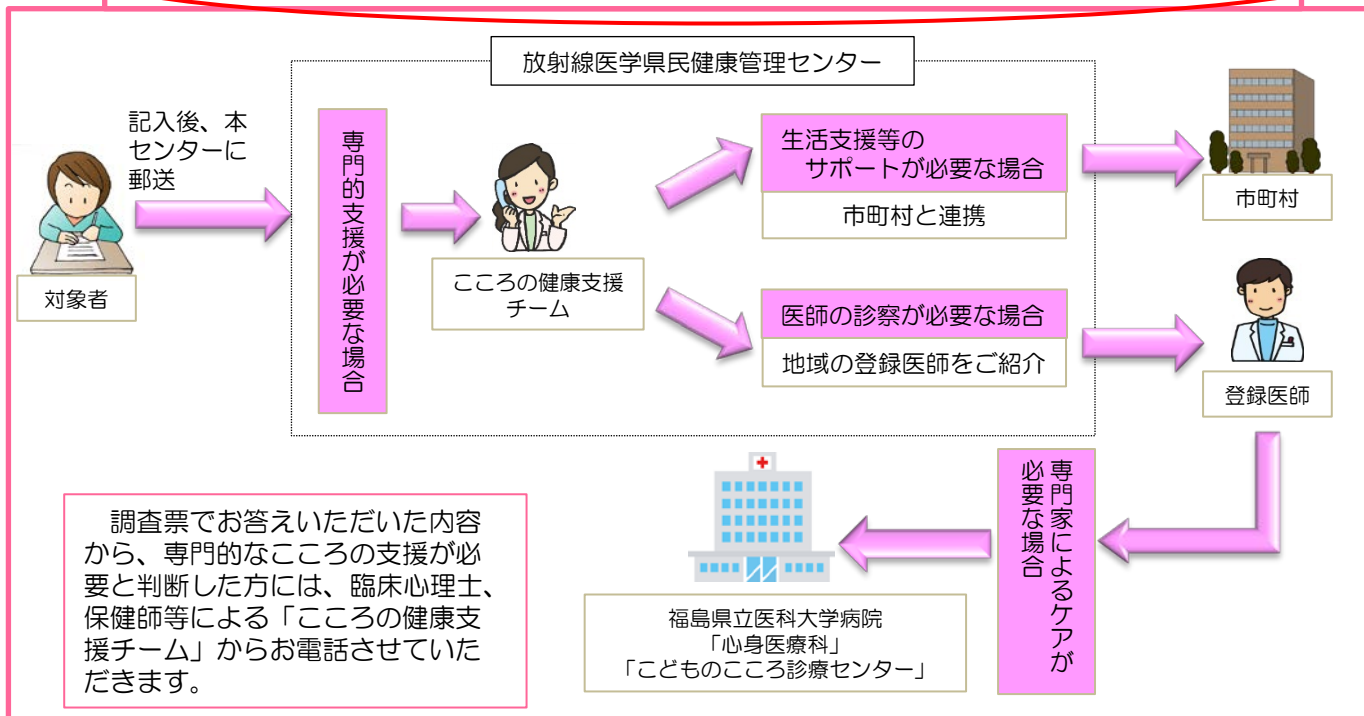 放射線医学県民健康管理センター
記入後、本
センターに
郵送
対象者
専門的支援が必要な場合
こころの健康支援
チーム
生活支援等の
サポートが必要な場合
市町村と連携
市町村
医師の診察が必要な場合
地域の登録医師をご紹介
登録医師
専門家によるケアが
必要な場合
福島県立医科大学病院
「心身医療科」
「こどものこころ診療センター」
調査票でお答えいただいた内容
から、専門的なこころの支援が必
要と判断した方には、臨床心理士、
保健師等による「こころの健康支
援チーム」からお電話させていた
だきます。